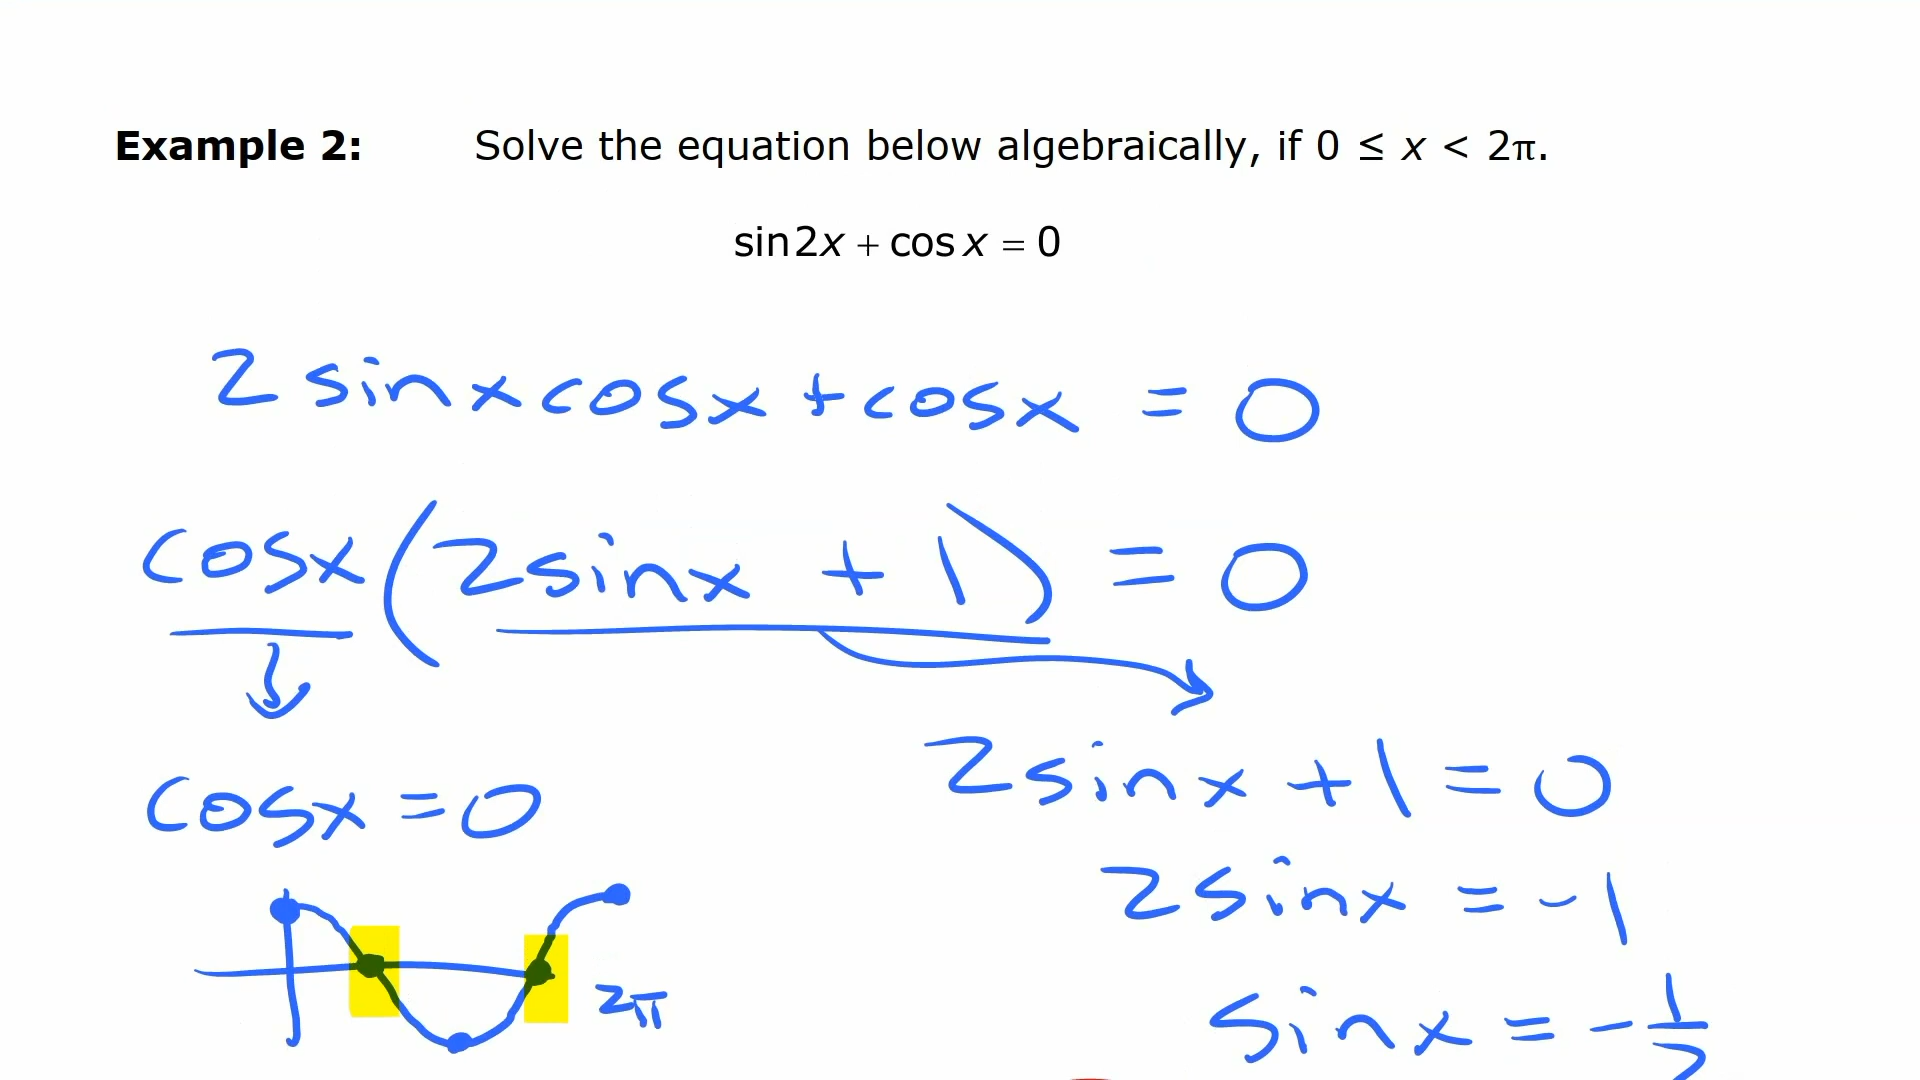 Example 2: Solve the equation below algebraically, if 0 ≤ x < 2π.
sin2x + cos x = 0
2 sinx cosx + cosx = 0
cosx (2sinx + 1) = 0
cosx = 0
2sinx + 1 = 0
2sinx = -1
2π
sinx = -1/2